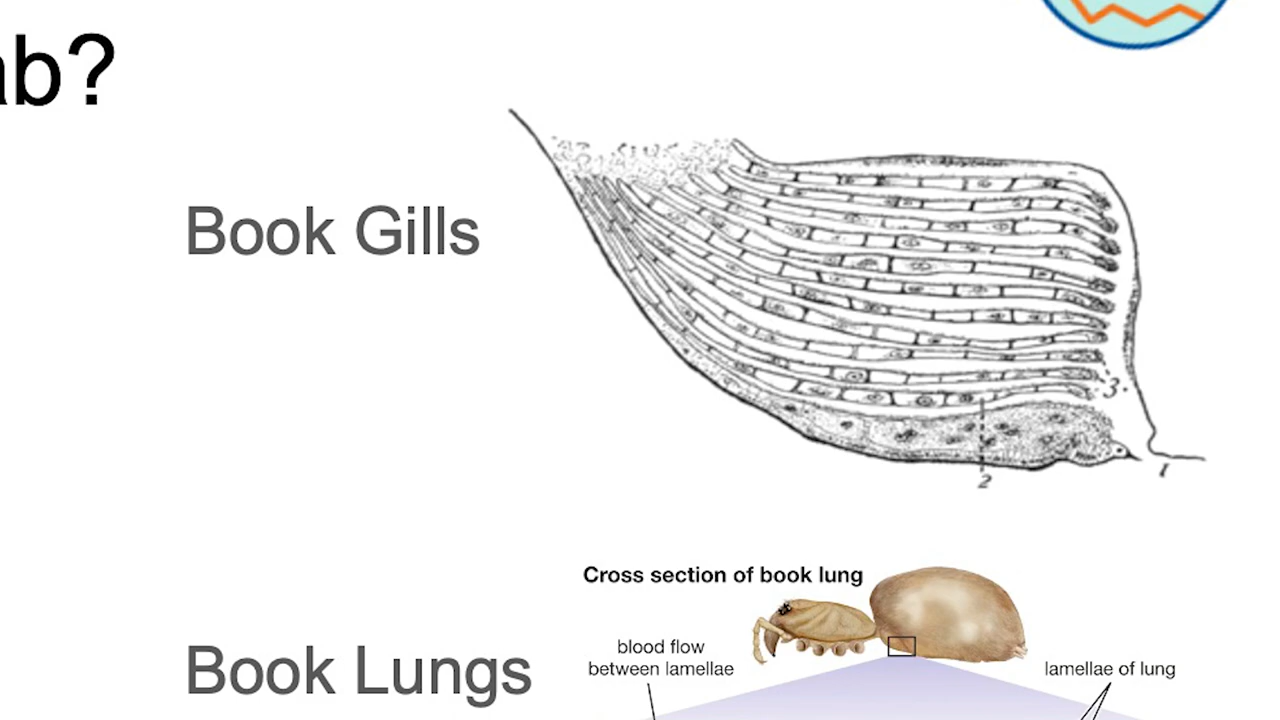 ab?
Book Gills
3
2
1
Cross section of book lung
blood flow
between lamellae
lamellae of lung
Book Lungs